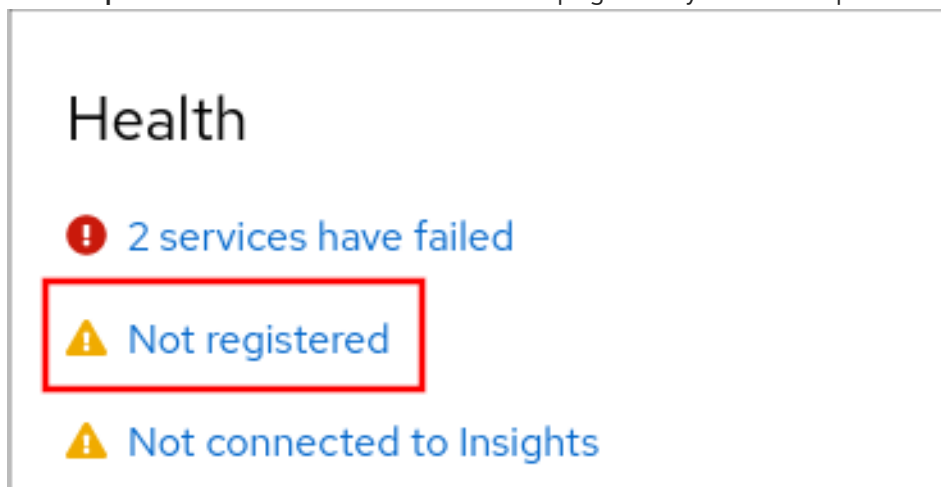 Health
2 services have failed
Not registered
Not connected to Insights